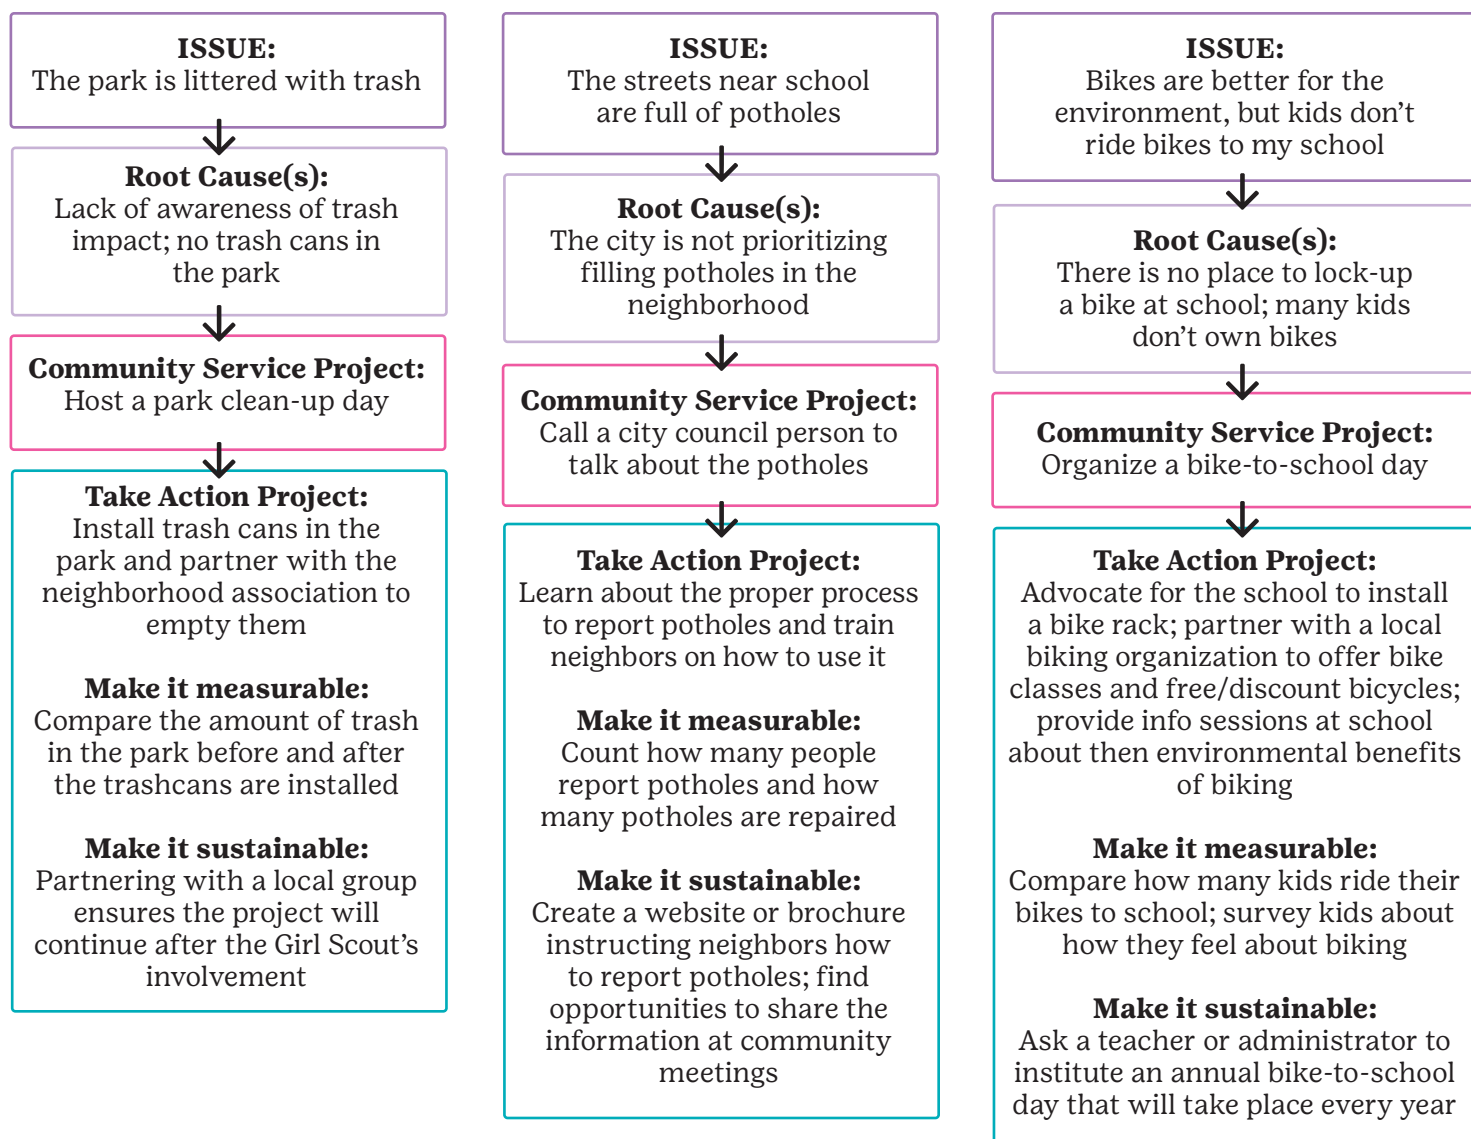 ISSUE:
The park is littered with trash
Root Cause(s):
Lack of awareness of trash
impact; no trash cans in
the park
Community Service Project:
Host a park clean-up day
Take Action Project:
Install trash cans in the
park and partner with the
neighborhood association to
empty them
Make it measurable:
Compare the amount of trash
in the park before and after
the trashcans are installed
Make it sustainable:
Partnering with a local group
ensures the project will
continue after the Girl Scout’s
involvement
ISSUE:
The streets near school
are full of potholes
Root Cause(s):
The city is not prioritizing
filling potholes in the
neighborhood
Community Service Project:
Call a city council person to
talk about the potholes
Take Action Project:
Learn about the proper process
to report potholes and train
neighbors on how to use it
Make it measurable:
Count how many people
report potholes and how
many potholes are repaired
Make it sustainable:
Create a website or brochure
instructing neighbors how
to report potholes; find
opportunities to share the
information at community
meetings
ISSUE:
Bikes are better for the
environment, but kids don’t
ride bikes to my school
Root Cause(s):
There is no place to lock-up
a bike at school; many kids
don’t own bikes
Community Service Project:
Organize a bike-to-school day
Take Action Project:
Advocate for the school to install
a bike rack; partner with a local
biking organization to offer bike
classes and free/discount bicycles;
provide info sessions at school
about then environmental benefits
of biking
Make it measurable:
Compare how many kids ride their
bikes to school; survey kids about
how they feel about biking
Make it sustainable:
Ask a teacher or administrator to
institute an annual bike-to-school
day that will take place every year